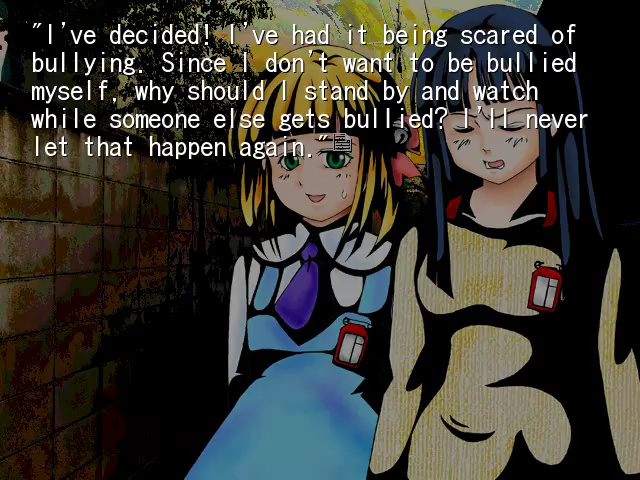 "I've decided! I've had it being scared of
bullying. Since I don't want to be bullied
myself, why should I stand by and watch
while someone else gets bullied? I'll never
let that happen again."